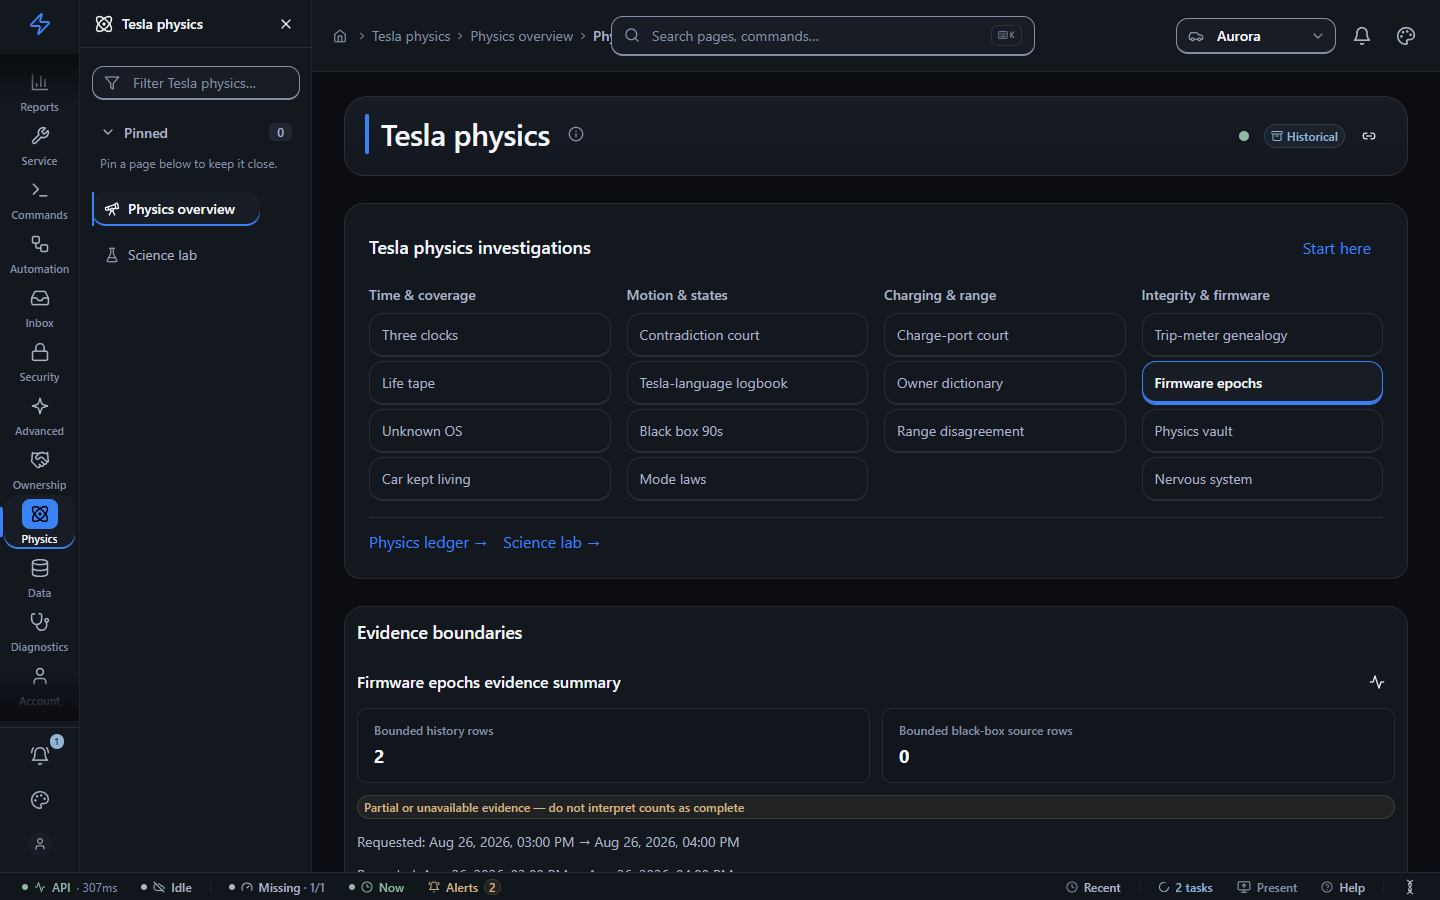 Tesla physics
Tesla physics
Physics overview
Search pages, commands...
K
Aurora
Filter Tesla physics...
Pinned
0
Pin a page below to keep it close.
Physics overview
Science lab
Reports
Service
Commands
Automation
Inbox
Security
Advanced
Ownership
Physics
Data
Diagnostics
Account
1
Tesla physics
Historical
Tesla physics investigations
Start here
Time & coverage
Three clocks
Life tape
Unknown OS
Car kept living
Motion & states
Contradiction court
Tesla-language logbook
Black box 90s
Mode laws
Charging & range
Charge-port court
Owner dictionary
Range disagreement
Integrity & firmware
Trip-meter genealogy
Firmware epochs
Physics vault
Nervous system
Physics ledger →
Science lab →
Evidence boundaries
Firmware epochs evidence summary
Bounded history rows
2
Bounded black-box source rows
0
Partial or unavailable evidence — do not interpret counts as complete
Requested: Aug 26, 2026, 03:00 PM → Aug 26, 2026, 04:00 PM
API · 307ms
Idle
Missing · 1/1
Now
Alerts 2
Recent
2 tasks
Present
Help